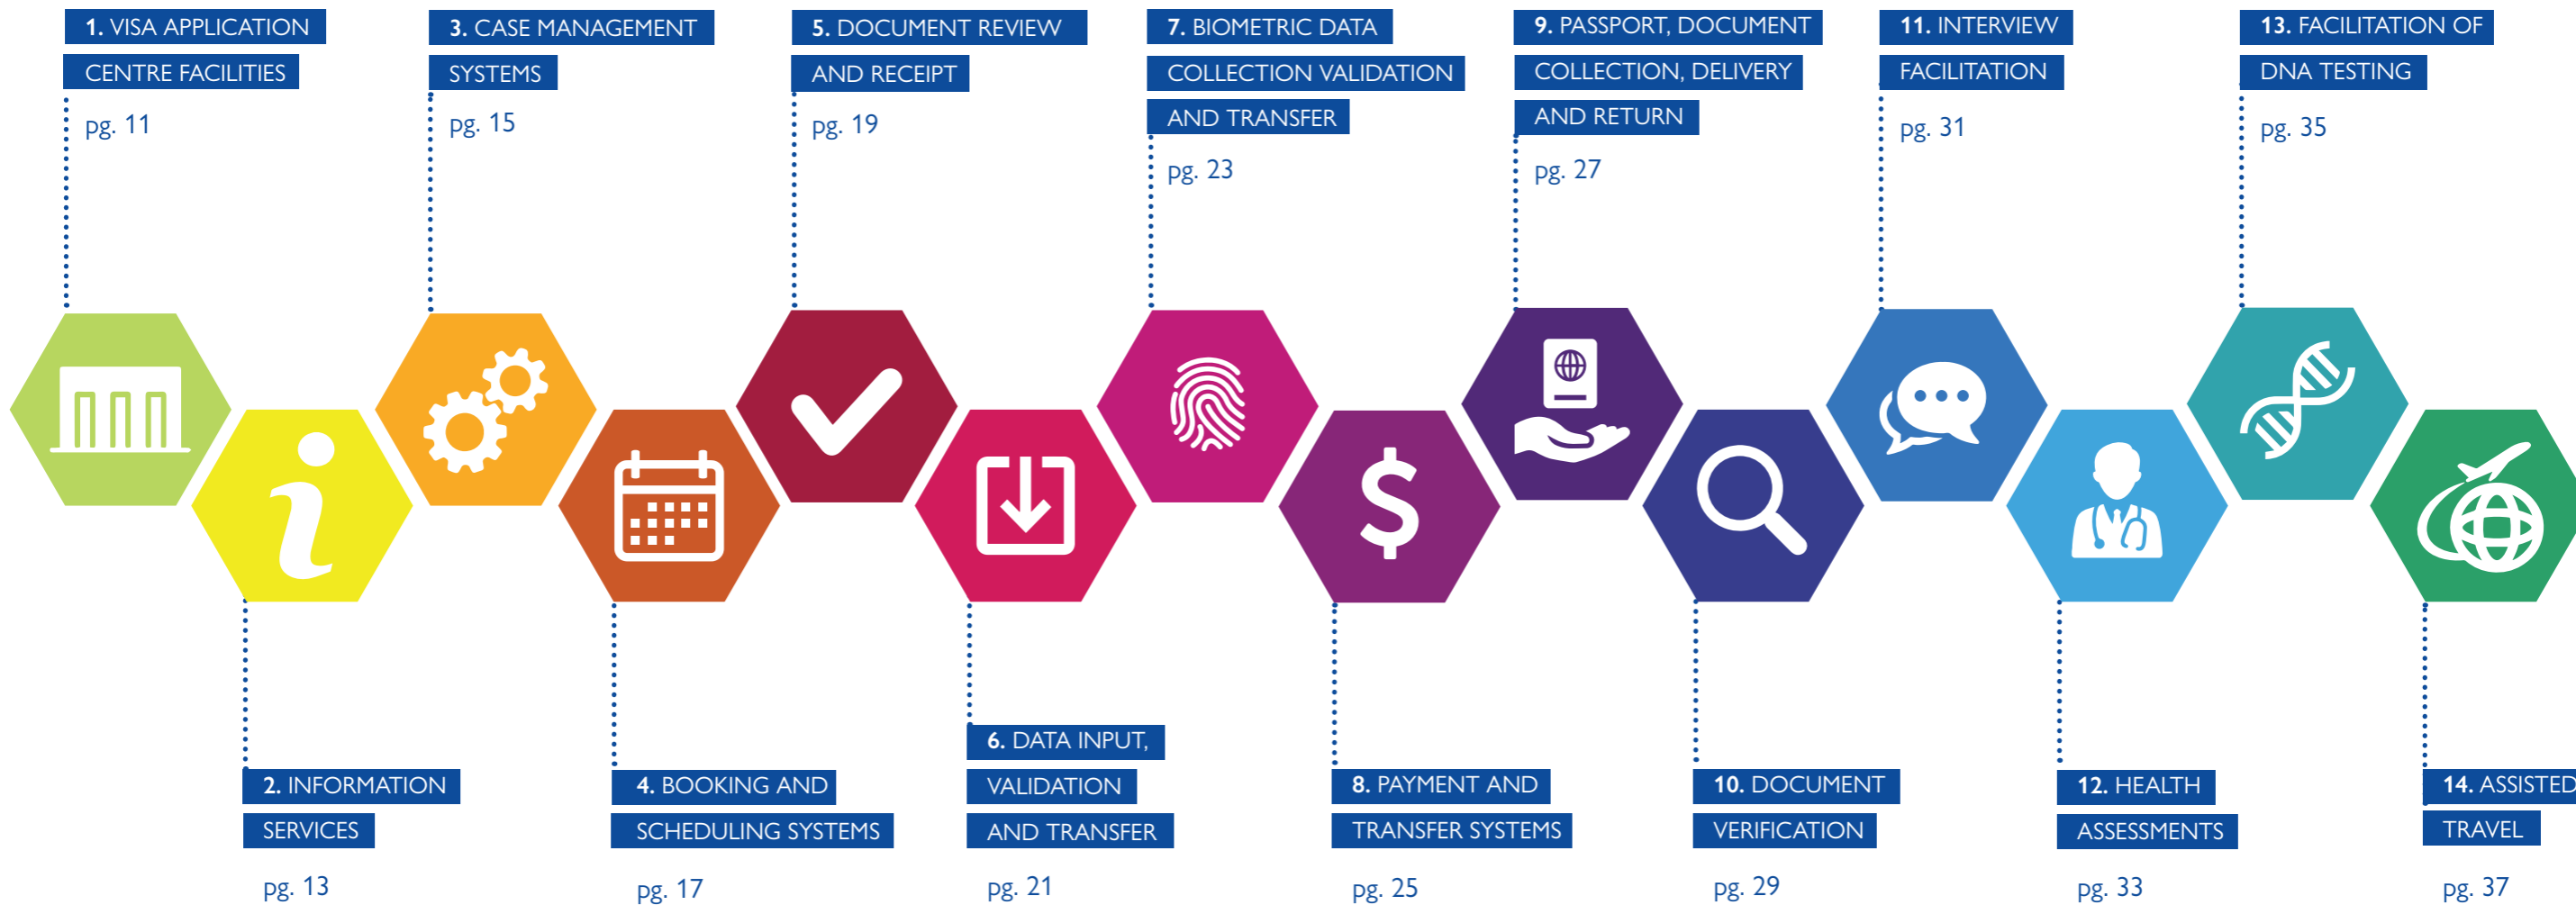 1. VISA APPLICATION
CENTRE FACILITIES
pg. 11
3. CASE MANAGEMENT
SYSTEMS
pg. 15
5. DOCUMENT REVIEW
AND RECEIPT
pg. 19
7. BIOMETRIC DATA
COLLECTION VALIDATION
AND TRANSFER
pg. 23
9. PASSPORT, DOCUMENT
COLLECTION, DELIVERY
AND RETURN
pg. 27
11. INTERVIEW
FACILITATION
pg. 31
13. FACILITATION OF
DNA TESTING
pg. 35
$
2. INFORMATION
SERVICES
pg. 13
4. BOOKING AND
SCHEDULING SYSTEMS
pg. 17
6. DATA INPUT,
VALIDATION
AND TRANSFER
pg. 21
8. PAYMENT AND
TRANSFER SYSTEMS
pg. 25
10. DOCUMENT
VERIFICATION
pg. 29
12. HEALTH
ASSESSMENTS
pg. 33
14. ASSISTED
TRAVEL
pg. 37